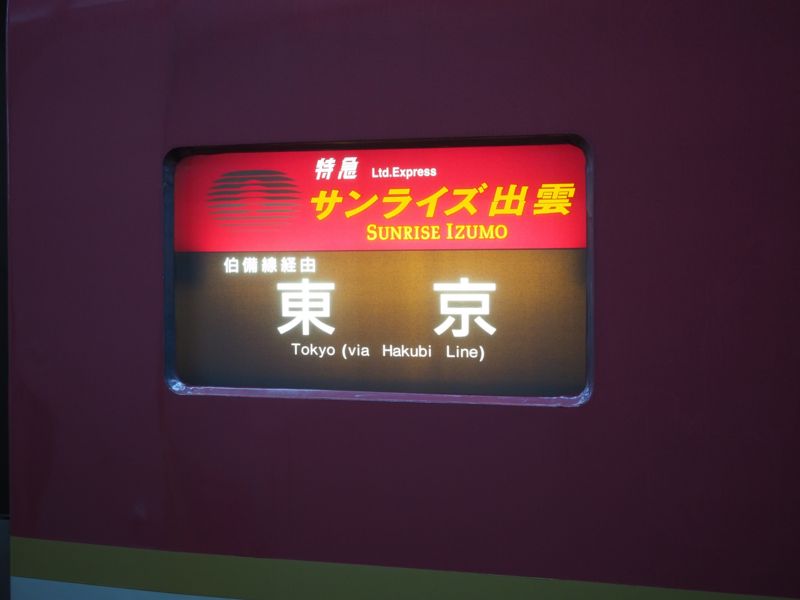 特急 Ltd.Express
サンライズ出雲
SUNRISE IZUMO
伯備線経由
東京
Tokyo (via Hakubi Line)